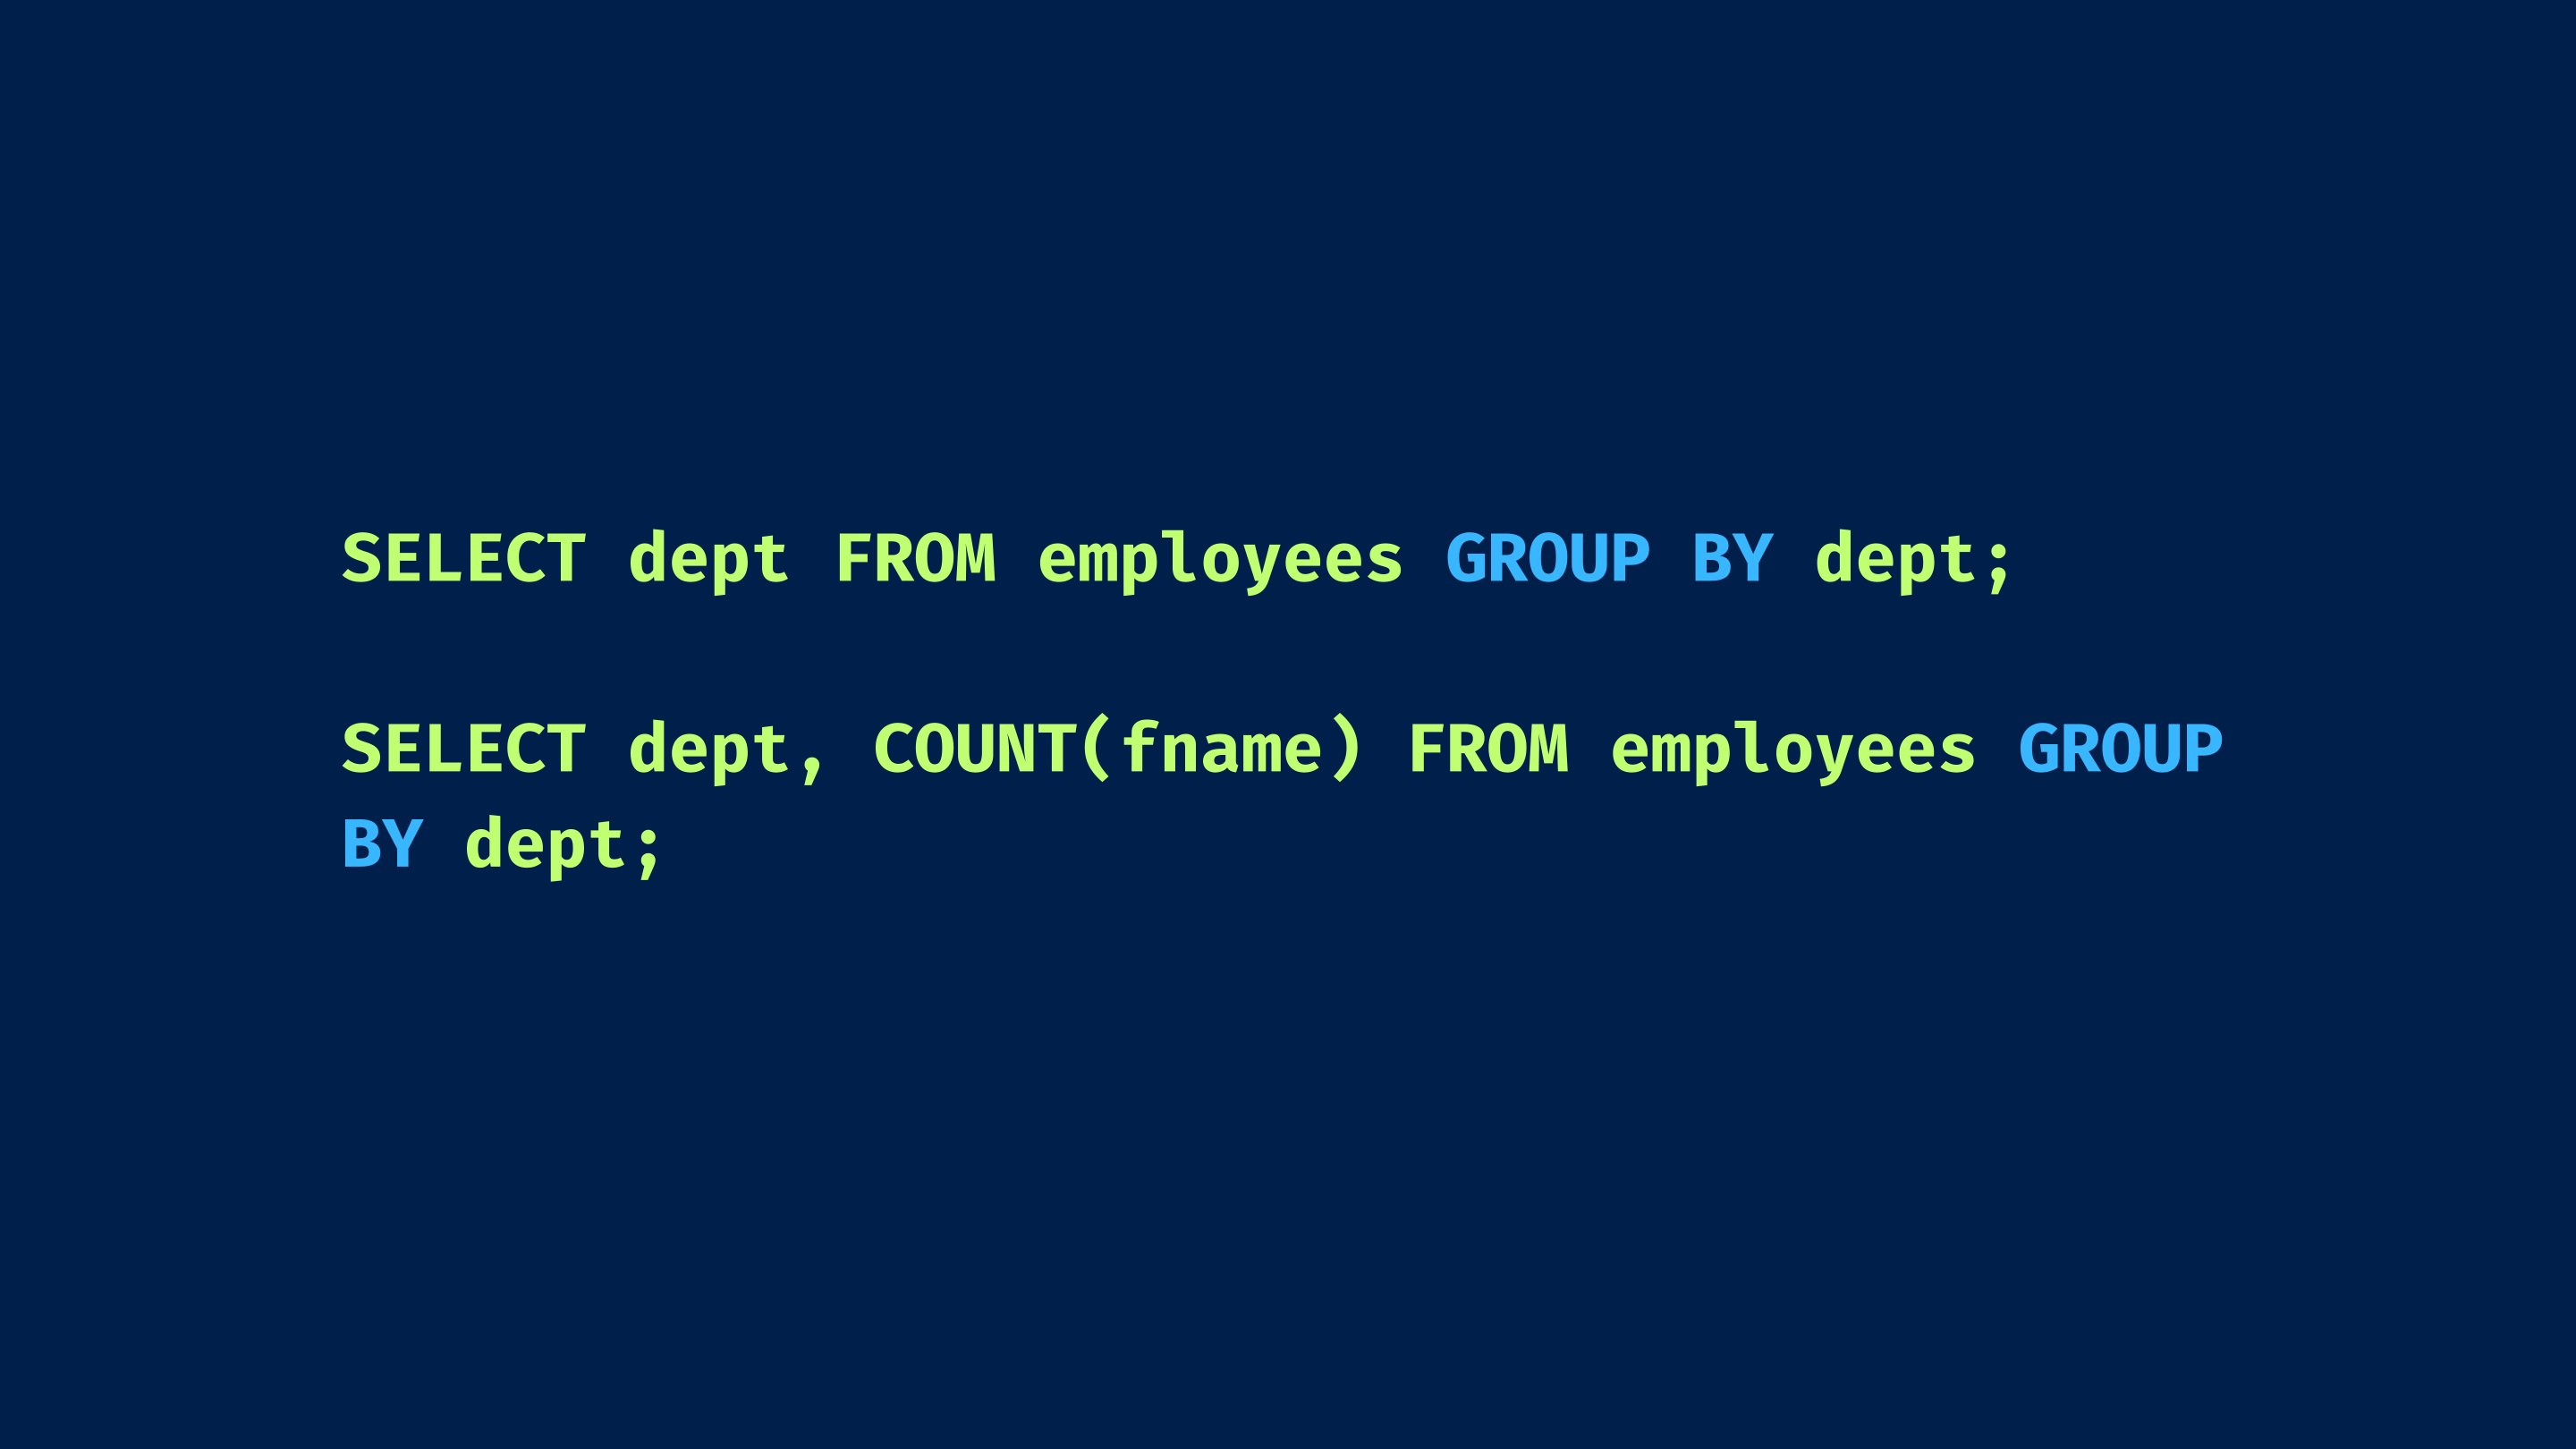 SELECT dept FROM employees GROUP BY dept;
SELECT dept, COUNT(fname) FROM employees GROUP
BY dept;